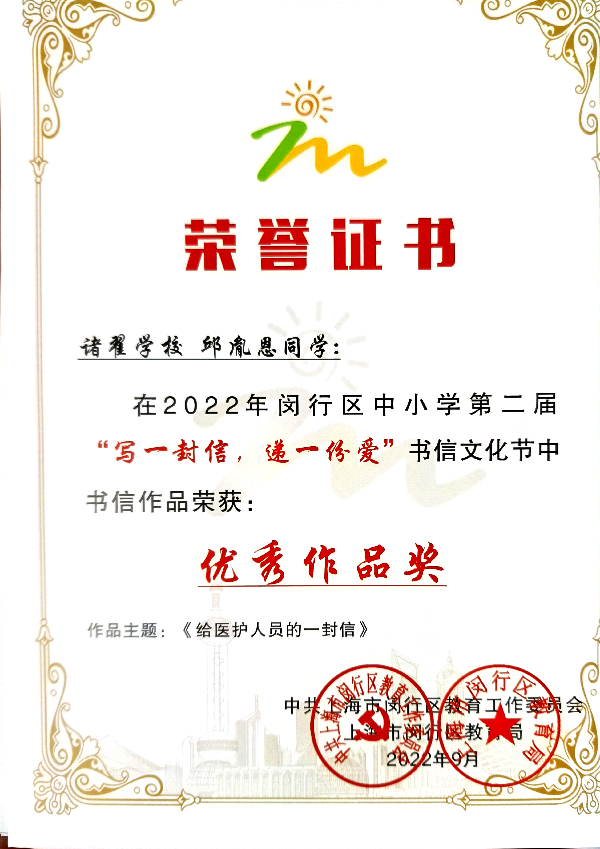 荣誉证书
诸翟学校 邱胤恩同学：
在2022年闵行区中小学第二届
“写一封信，递一份爱”书信文化节中
书信作品荣获：
优秀作品奖
作品主题：《给医护人员的一封信》
中共上海市闵行区教育工作委员会
上海市闵行区教育局
2022年9月
中共上海市闵行区教育工作委员会
上海市闵行区教育局